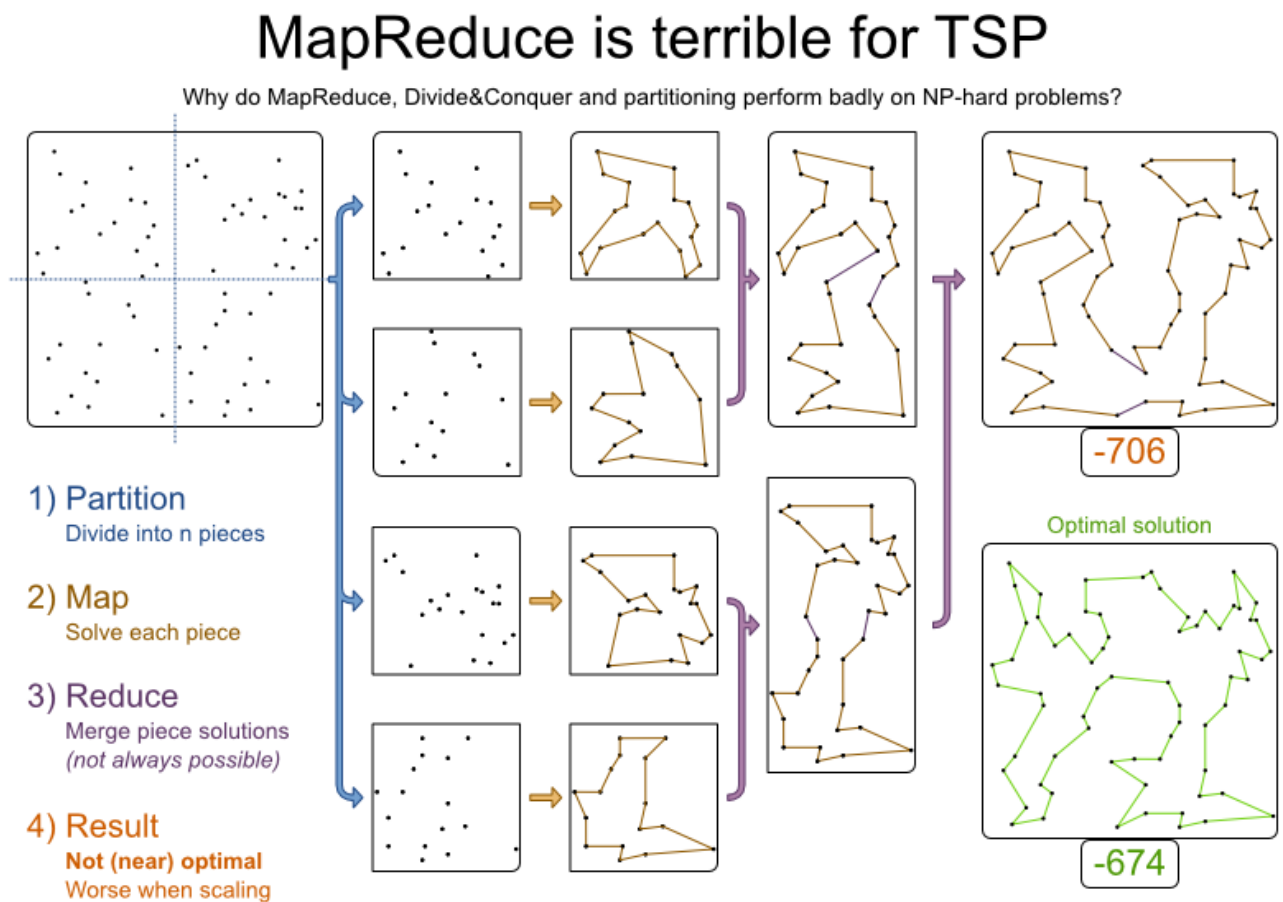 MapReduce is terrible for TSP
Why do MapReduce, Divide&Conquer and partitioning perform badly on NP-hard problems?
-706
1) Partition
Divide into n pieces
Optimal solution
2) Map
Solve each piece
3) Reduce
Merge piece solutions
(not always possible)
4) Result
Not (near) optimal
Worse when scaling
-674